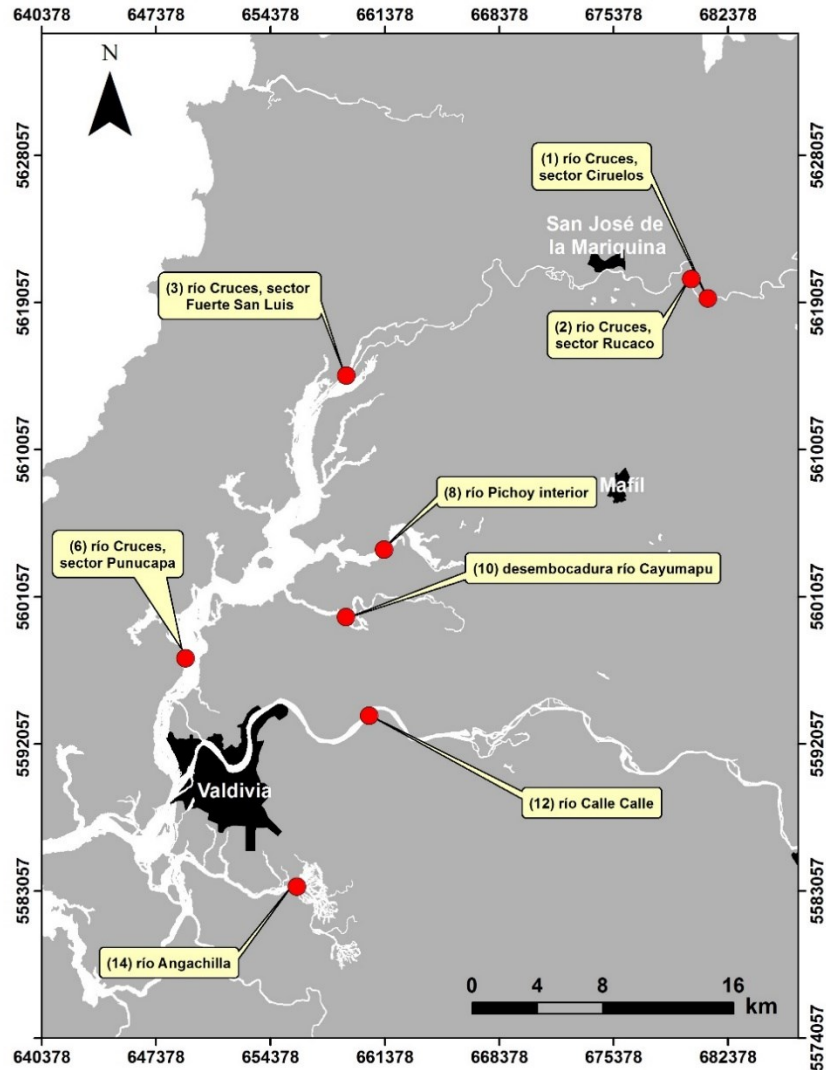 640378 647378 654378 661378 668378 675378 682378
N
5628057
5628057
(1) río Cruces,
sector Ciruelos
San José de
la Mariquina
(3) río Cruces, sector
Fuerte San Luis
5619057
5619057
(2) río Cruces,
sector Rucaco
5610057
5610057
Mafíl
(8) río Pichoy interior
(6) río Cruces,
sector Punucapa
(10) desembocadura río Cayumapu
5601057
5601057
5592057
5592057
Valdivia
(12) río Calle Calle
5583057
5583057
(14) río Angachilla
0 4 8 16
km
5574057
640378 647378 654378 661378 668378 675378 682378